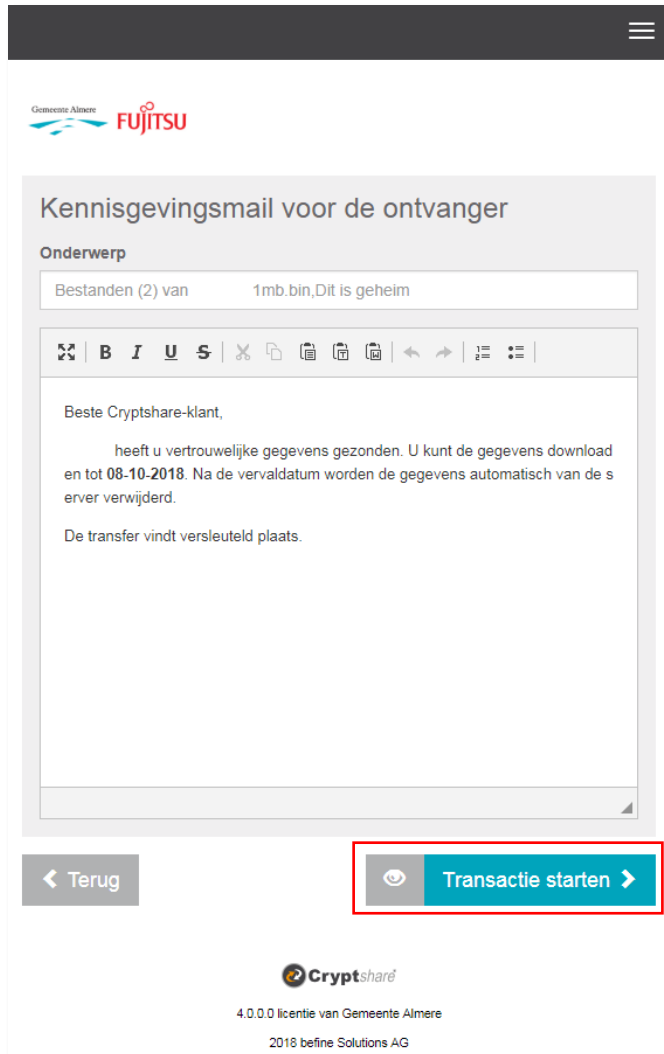 Gemeente Almere
FUJITSU
Kennisgevingsmail voor de ontvanger
Onderwerp
Bestanden (2) van 1mb.bin,Dit is geheim
B I U S
Beste Cryptshare-klant,
heeft u vertrouwelijke gegevens gezonden. U kunt de gegevens download
en tot 08-10-2018. Na de vervaldatum worden de gegevens automatisch van de s
erver verwijderd.
De transfer vindt versleuteld plaats.
Terug
Transactie starten
Cryptshare
4.0.0.0 licentie van Gemeente Almere
2018 befine Solutions AG